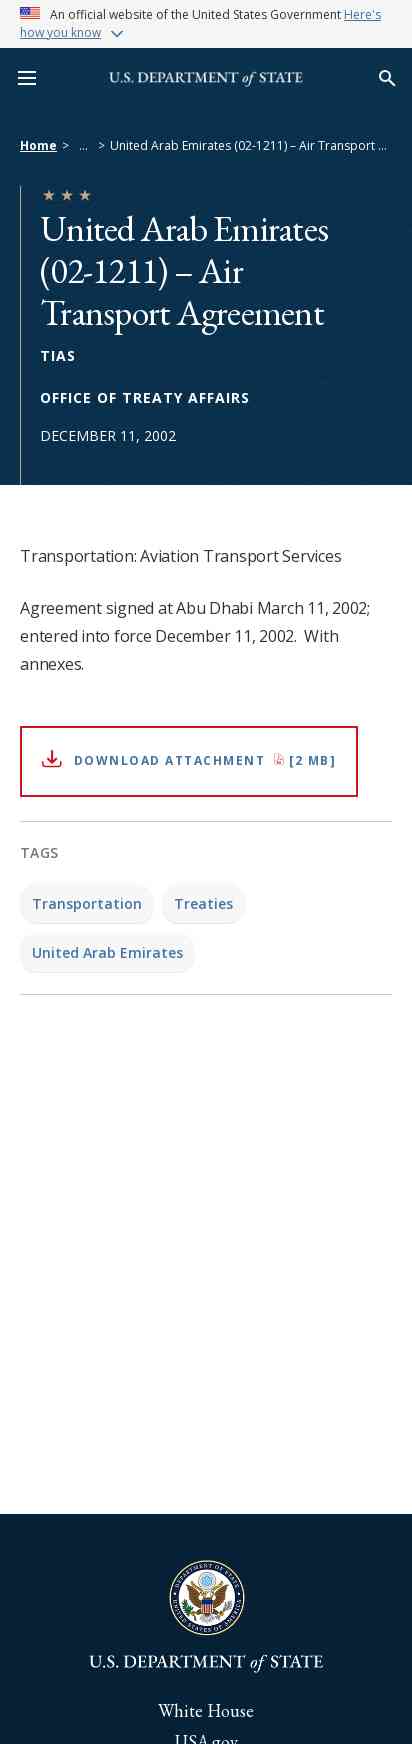 An official website of the United States Government Here's
how you know
U.S. DEPARTMENT of STATE
Home > ... > United Arab Emirates (02-1211) – Air Transport ...
United Arab Emirates
(02-1211) – Air
Transport Agreement
TIAS
OFFICE OF TREATY AFFAIRS
DECEMBER 11, 2002
Transportation: Aviation Transport Services
Agreement signed at Abu Dhabi March 11, 2002;
entered into force December 11, 2002.  With
annexes.
DOWNLOAD ATTACHMENT [2 MB]
TAGS
Transportation Treaties
United Arab Emirates
DEPARTMENT OF STATE
UNITED STATES OF AMERICA
U.S. DEPARTMENT of STATE
White House
USA.gov